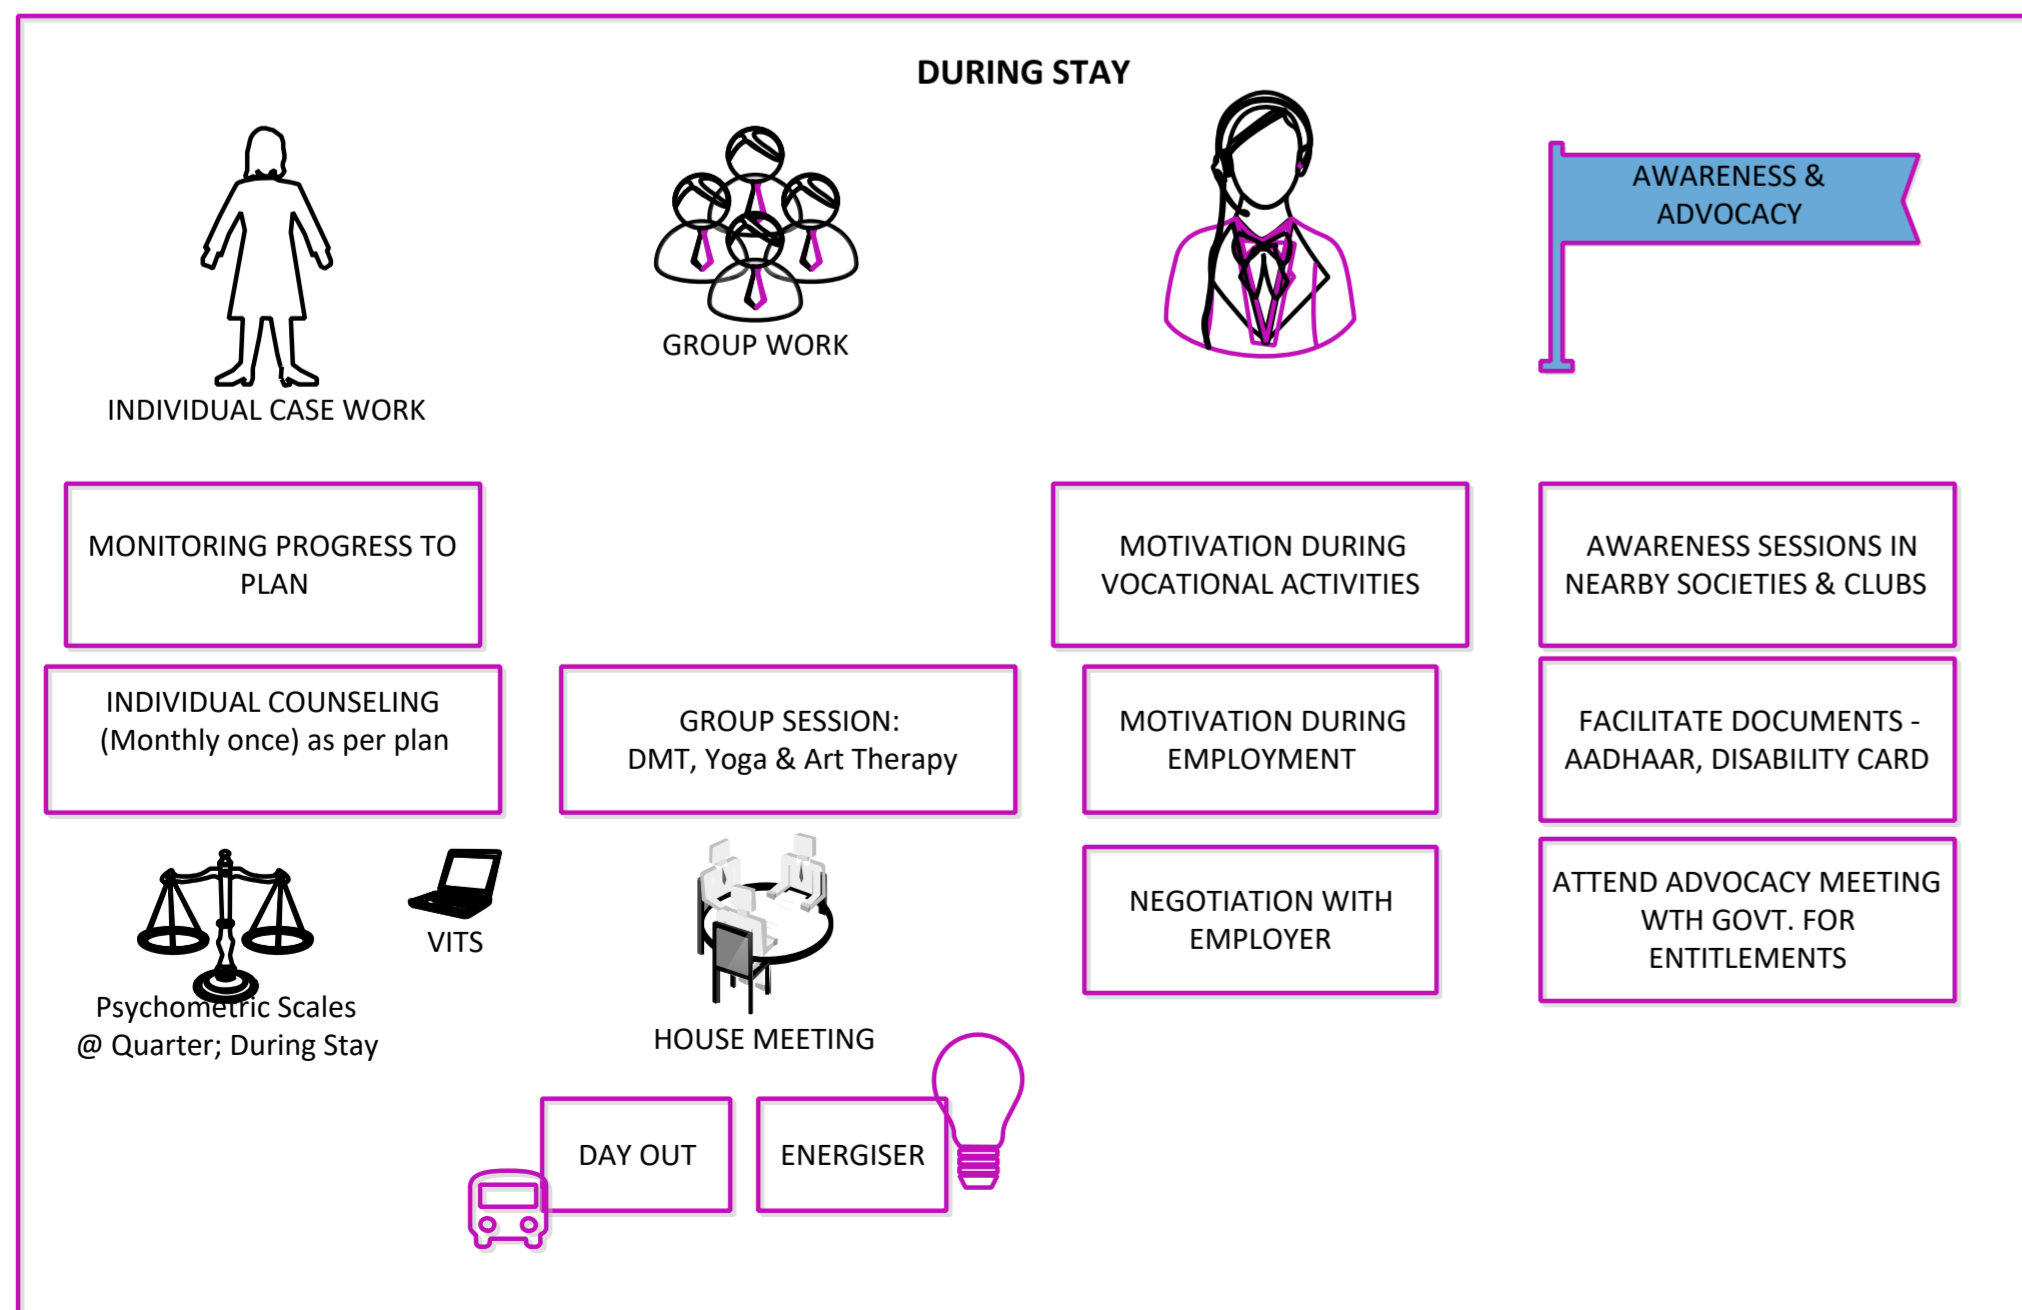 DURING STAY
INDIVIDUAL CASE WORK
GROUP WORK
AWARENESS &
ADVOCACY
MONITORING PROGRESS TO
PLAN
MOTIVATION DURING
VOCATIONAL ACTIVITIES
AWARENESS SESSIONS IN
NEARBY SOCIETIES & CLUBS
INDIVIDUAL COUNSELING
(Monthly once) as per plan
GROUP SESSION:
DMT, Yoga & Art Therapy
MOTIVATION DURING
EMPLOYMENT
FACILITATE DOCUMENTS -
AADHAAR, DISABILITY CARD
Psychometric Scales
@ Quarter; During Stay
VITS
HOUSE MEETING
NEGOTIATION WITH
EMPLOYER
ATTEND ADVOCACY MEETING
WTH GOVT. FOR
ENTITLEMENTS
DAY OUT
ENERGISER